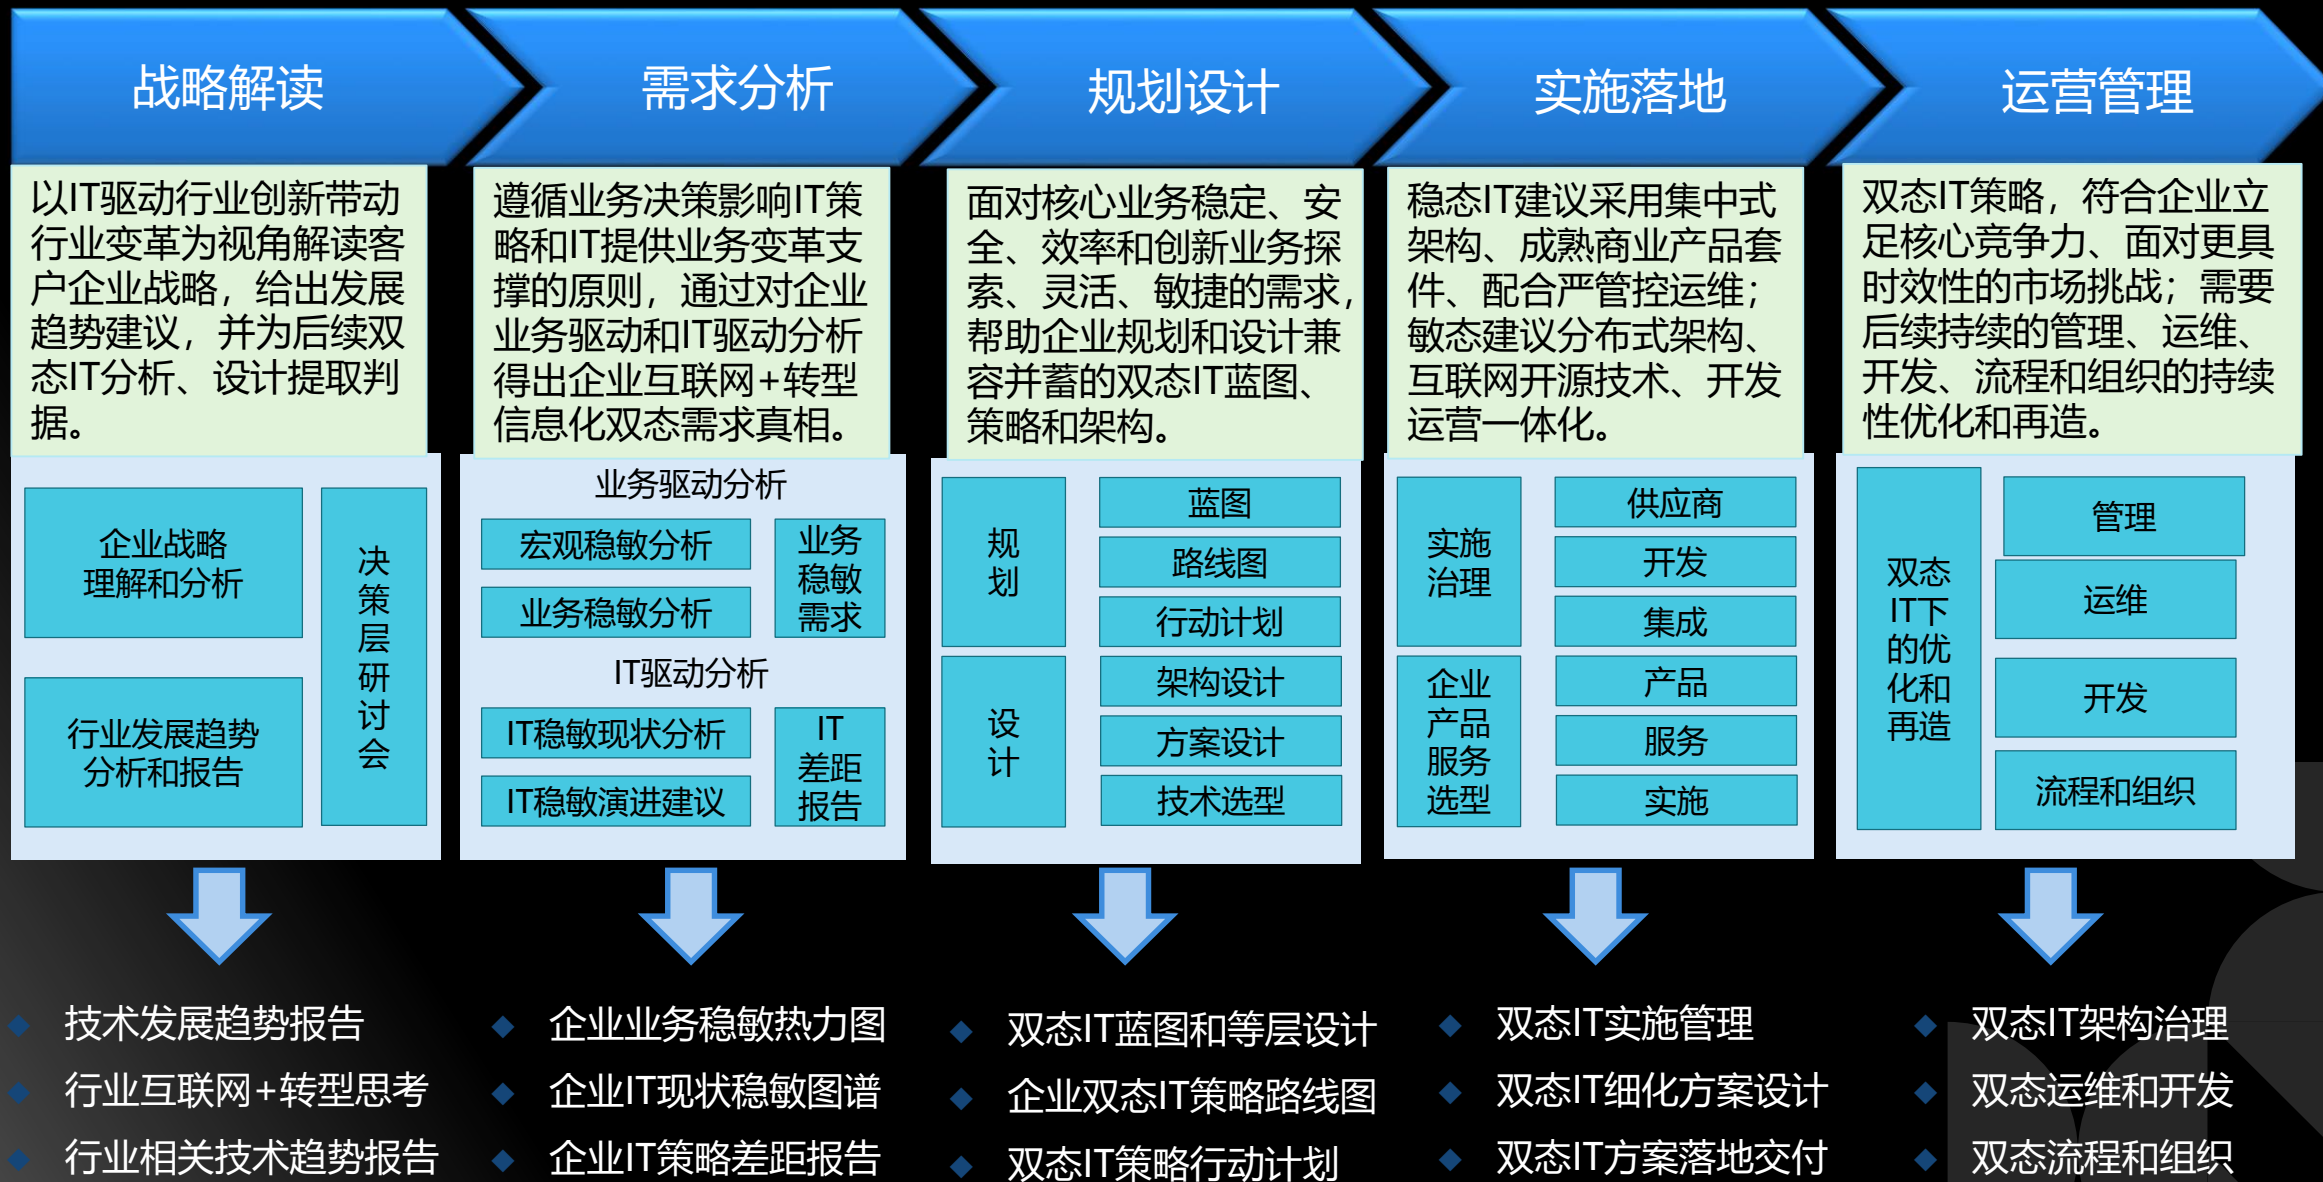 战略解读
需求分析
规划设计
实施落地
运营管理
以IT驱动行业创新带动
行业变革为视角解读客
户企业战略，给出发展
趋势建议，并为后续双
态IT分析、设计提取判
据。
遵循业务决策影响IT策
略和IT提供业务变革支
撑的原则，通过对企业
业务驱动和IT驱动分析
得出企业互联网+转型
信息化双态需求真相。
面对核心业务稳定、安
全、效率和创新业务探
索、灵活、敏捷的需求，
帮助企业规划和设计兼
容并蓄的双态IT蓝图、
策略和架构。
稳态IT建议采用集中式
架构、成熟商业产品套
件、配合严管控运维；
敏态建议分布式架构、
互联网开源技术、开发
运营一体化。
双态IT策略，符合企业立
足核心竞争力、面对更具
时效性的市场挑战；需要
后续持续的管理、运维、
开发、流程和组织的持续
性优化和再造。
企业战略
理解和分析
行业发展趋势
分析和报告
决
策
层
研
讨
会
业务驱动分析
宏观稳敏分析
业务稳敏分析
业务
稳敏
需求
IT驱动分析
IT稳敏现状分析
IT稳敏演进建议
IT
差距
报告
规
划
蓝图
路线图
行动计划
设
计
架构设计
方案设计
技术选型
实施
治理
供应商
开发
集成
企业
产品
服务
选型
产品
服务
实施
双态
IT下
的优
化和
再造
管理
运维
开发
流程和组织
技术发展趋势报告
行业互联网+转型思考
行业相关技术趋势报告
企业业务稳敏热力图
企业IT现状稳敏图谱
企业IT策略差距报告
双态IT蓝图和等层设计
企业双态IT策略路线图
双态IT策略行动计划
双态IT实施管理
双态IT细化方案设计
双态IT方案落地交付
双态IT架构治理
双态运维和开发
双态流程和组织